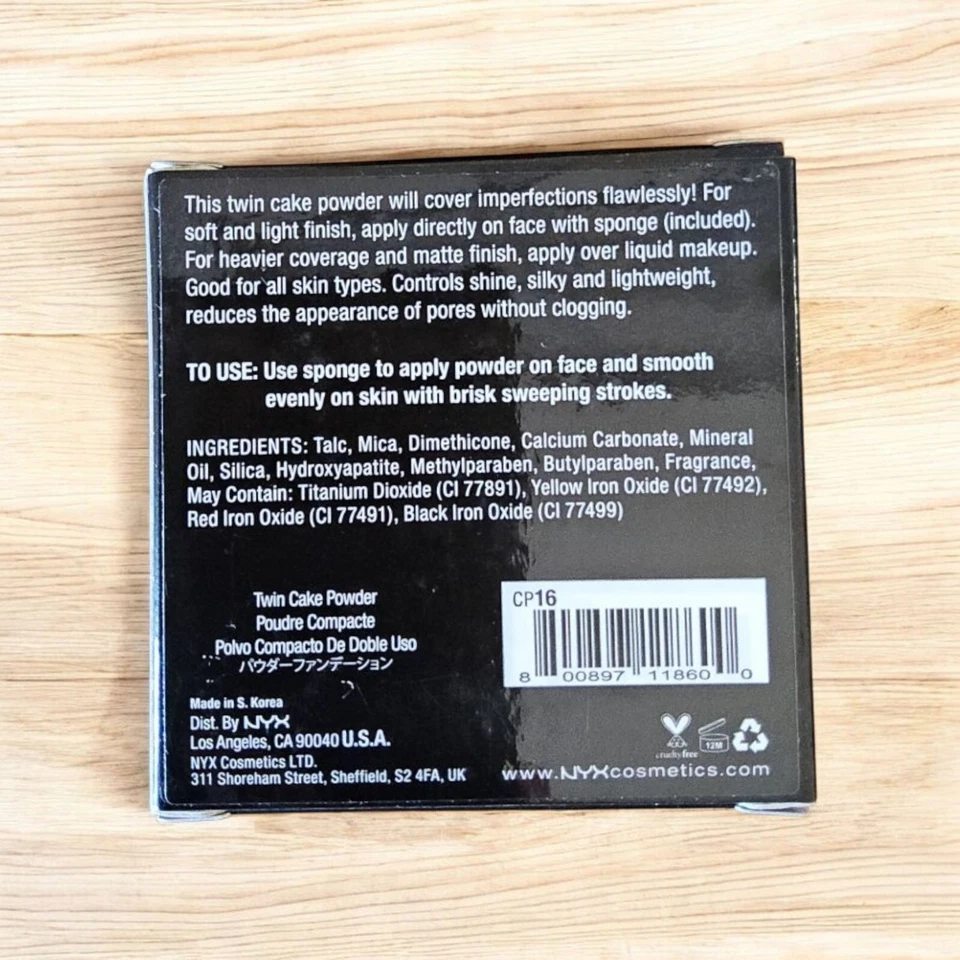 This twin cake powder will cover imperfections flawlessly! For
soft and light finish, apply directly on face with sponge (included).
For heavier coverage and matte finish, apply over liquid makeup.
Good for all skin types. Controls shine, silky and lightweight,
reduces the appearance of pores without clogging.
TO USE: Use sponge to apply powder on face and smooth
evenly on skin with brisk sweeping strokes.
INGREDIENTS: Talc, Mica, Dimethicone, Calcium Carbonate, Mineral
Oil, Silica, Hydroxyapatite, Methylparaben, Butylparaben, Fragrance,
May Contain: Titanium Dioxide (CI 77891), Yellow Iron Oxide (CI 77492),
Red Iron Oxide (CI 77491), Black Iron Oxide (CI 77499)
Twin Cake Powder
Poudre Compacte
Polvo Compacto De Doble Uso
パウダーファンデーション
Made in S. Korea
Dist. By NYX
Los Angeles, CA 90040 U.S.A.
NYX Cosmetics LTD.
311 Shoreham Street, Sheffield, S2 4FA, UK
CP16
8 00897 11860 0
crueltyfree
12M
www.NYXcosmetics.com